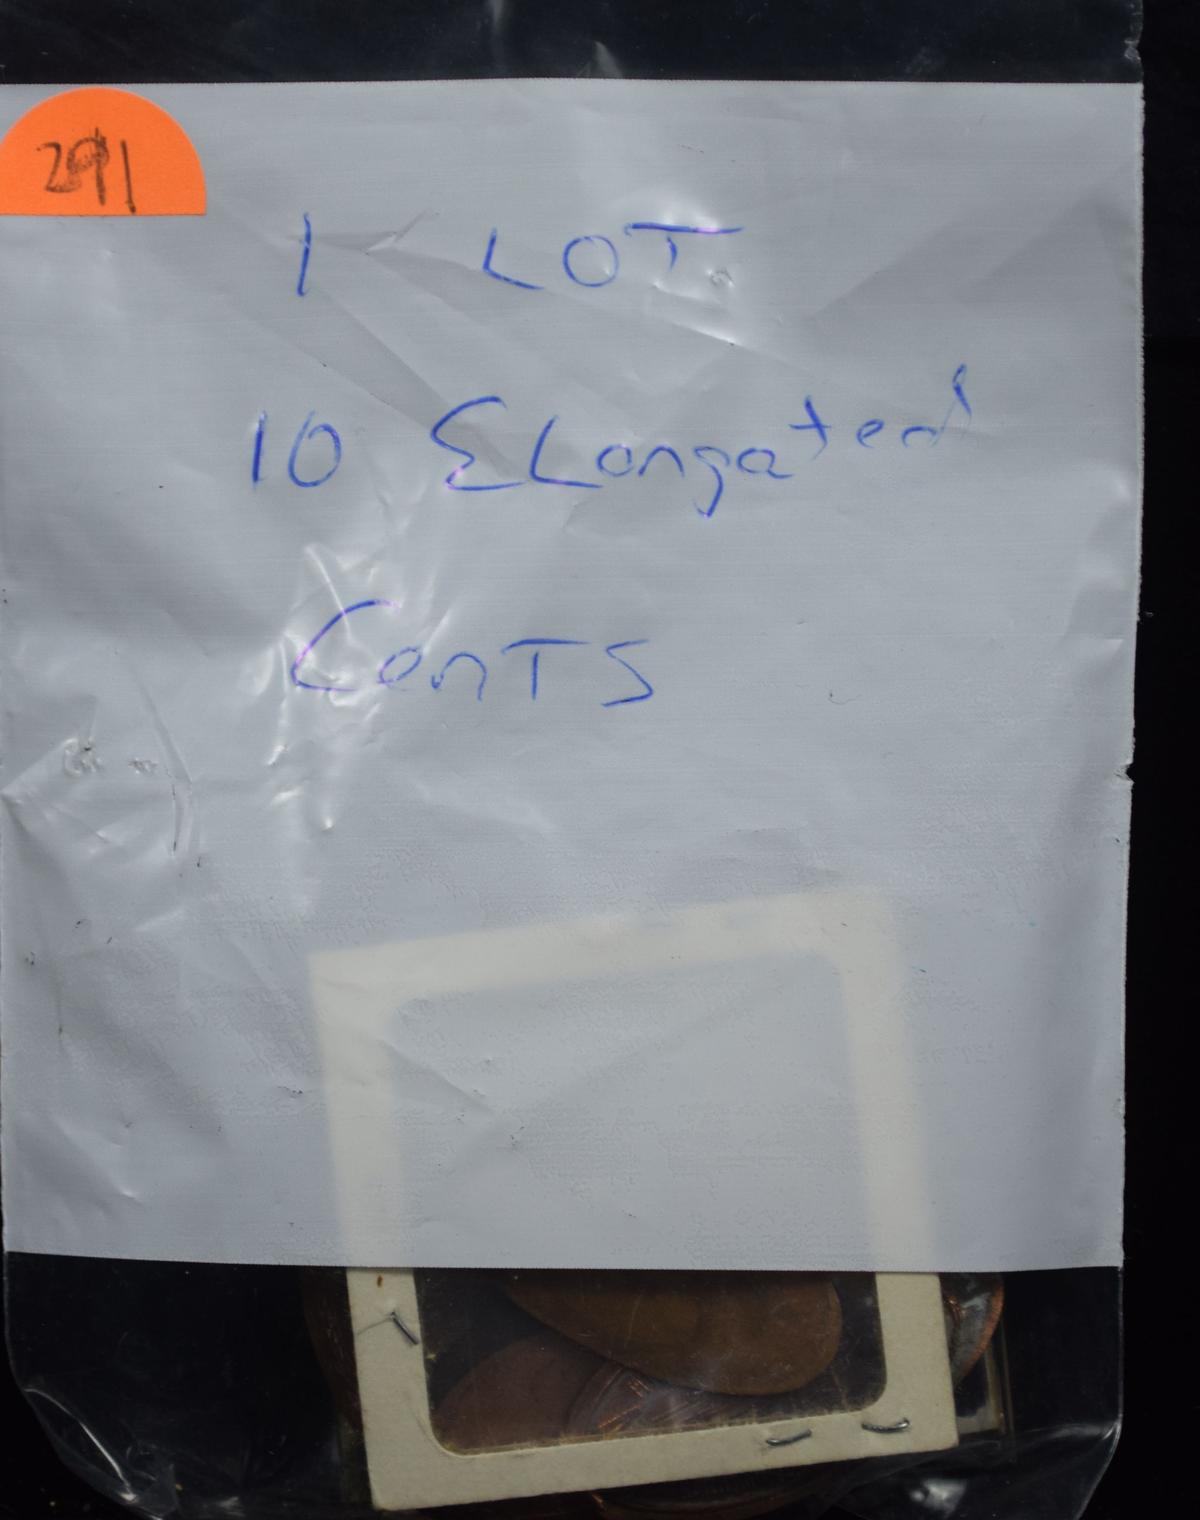 291
1 LOT
10 ELongated
CenTS